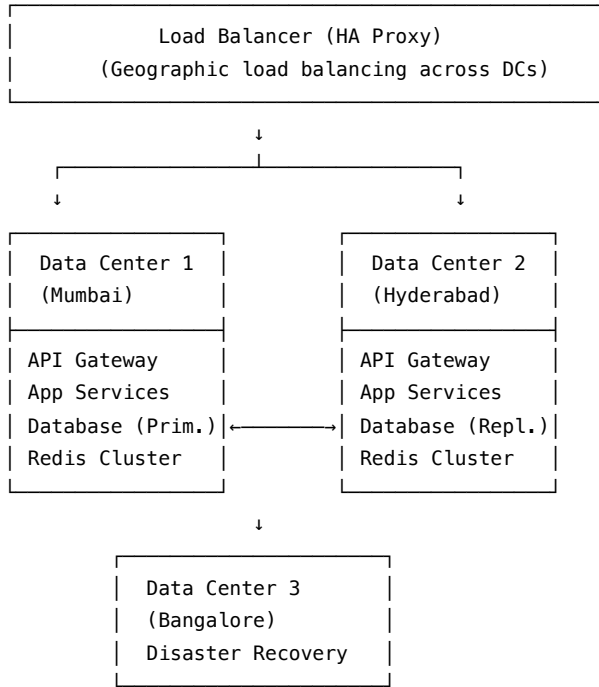 Load Balancer (HA Proxy)
(Geographic load balancing across DCs)
Data Center 1
(Mumbai)
API Gateway
App Services
Database (Prim.)
Redis Cluster
Data Center 2
(Hyderabad)
API Gateway
App Services
Database (Repl.)
Redis Cluster
Data Center 3
(Bangalore)
Disaster Recovery